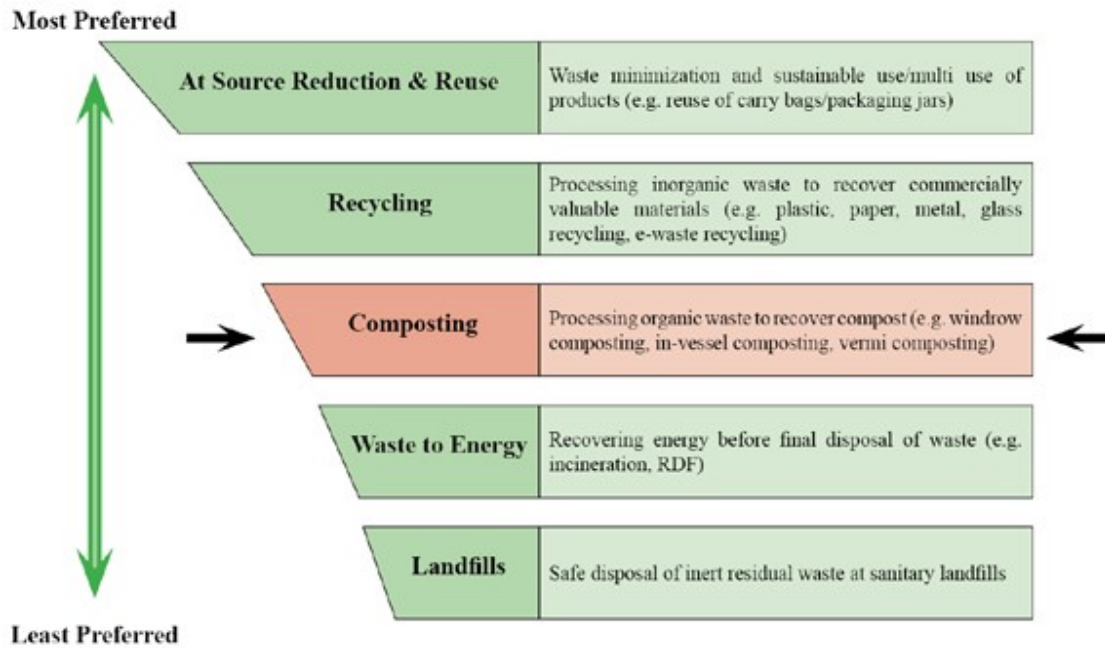 Most Preferred
At Source Reduction & Reuse
Waste minimization and sustainable use/multi use of
products (e.g. reuse of carry bags/packaging jars)
Recycling
Processing inorganic waste to recover commercially
valuable materials (e.g. plastic, paper, metal, glass
recycling, e-waste recycling)
Composting
Processing organic waste to recover compost (e.g. windrow
composting, in-vessel composting, vermi composting)
Waste to Energy
Recovering energy before final disposal of waste (e.g.
incineration, RDF)
Landfills
Safe disposal of inert residual waste at sanitary landfills
Least Preferred